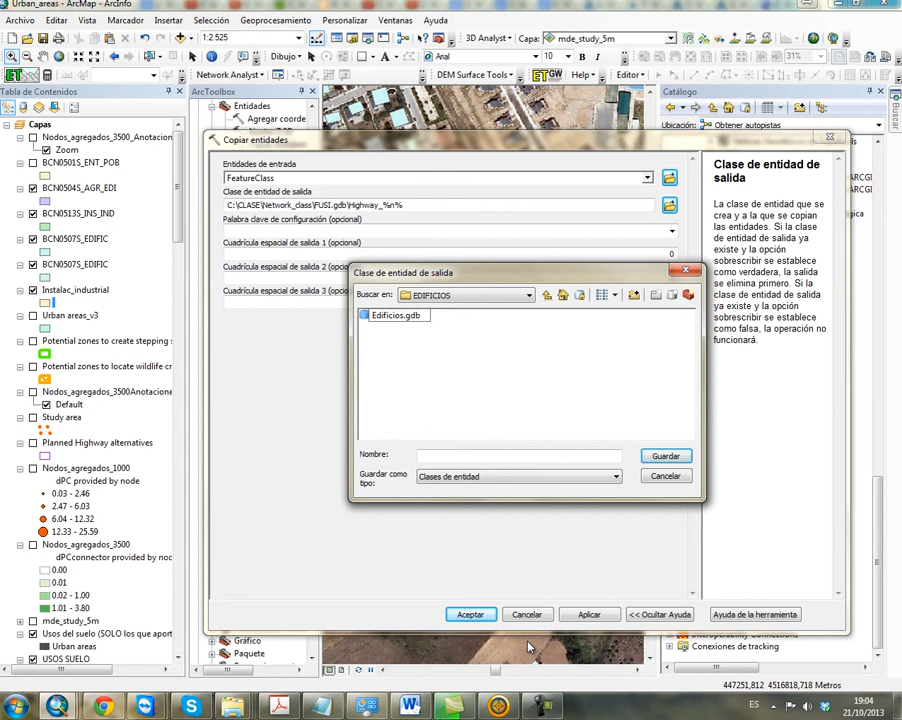 Urban_areas - ArcMap - ArcInfo
Archivo Editar Vista Marcador Insertar Selección Geoprocesamiento Personalizar Ventanas Ayuda
1:2.525 3D Analyst Capa: mde_study_5m
Dibujo Arial 10 N 31%
Network Analyst DEM Surface Tools ET GW Help Editor
Tabla de Contenidos
ArcToolbox
Catálogo
Buscar
Ubicación: Obtener autopistas
Entidades
Agregar coorde
Capas
Nodos_agregados_3500_Anotacion
Zoom
BCN0501S_ENT_POB
BCN0504S_AGR_EDI
BCN0513S_INS_IND
BCN0507S_EDIFIC
BCN0507S_EDIFIC
Instalac_industrial
Urban areas_v3
Potential zones to create stepping s
Potential zones to locate wildlife cr
Nodos_agregados_3500Anotacione
Default
Study area
Planned Highway alternatives
Nodos_agregados_1000
dPC provided by node
0.03 - 2.46
2.47 - 6.03
6.04 - 12.32
12.33 - 25.59
Nodos_agregados_3500
dPCconnector provided by noc
0.00
0.01
0.02 - 1.00
1.01 - 3.80
mde_study_5m
Usos del suelo (SOLO los que aport
Urban areas
USOS SUELO
Copiar entidades
Entidades de entrada
FeatureClass
Clase de entidad de salida
C:\CLASE\Network_class\FUSI.gdb\Highway_%n%
Palabra clave de configuración (opcional)
Cuadrícula espacial de salida 1 (opcional)
0
Cuadrícula espacial de salida 2 (opcio
Cuadrícula espacial de salida 3 (opcio
Clase de entidad de salida
Buscar en: EDIFICIOS
Edificios.gdb
Nombre:
Guardar
Guardar como tipo: Clases de entidad
Cancelar
Clase de entidad de salida
La clase de entidad que se
crea y a la que se copian
las entidades. Si la clase
de entidad de salida ya
existe y la opción
sobrescribir se establece
como verdadera, la salida
se elimina primero. Si la
clase de entidad de salida
ya existe y la opción
sobrescribir se establece
como falsa, la operación no
funcionará.
Aceptar Cancelar Aplicar << Ocultar Ayuda Ayuda de la herramienta
Gráfico
Paquete
Interoperability Connections
Conexiones de tracking
447251,812 4516818,718 Metros
ES 19:04
21/10/2013